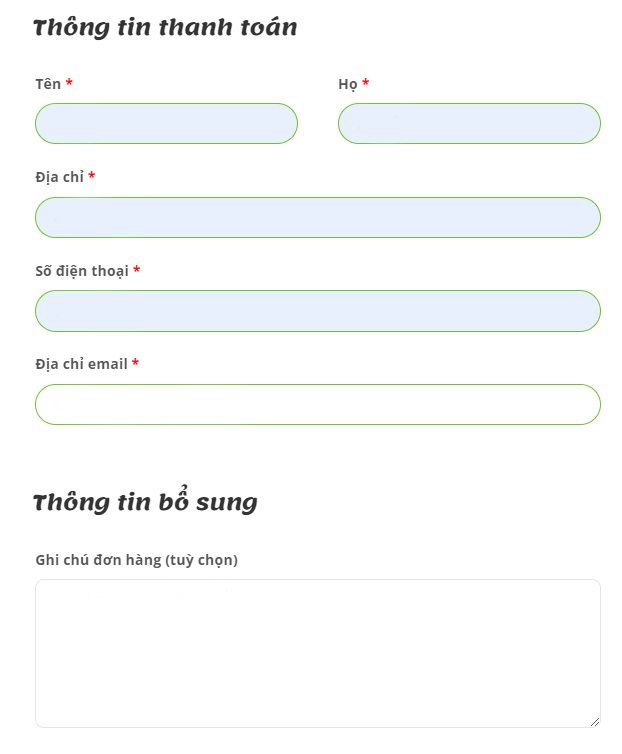 Thông tin thanh toán
Tên *
Họ *
Địa chỉ *
Số điện thoại *
Địa chỉ email *
Thông tin bổ sung
Ghi chú đơn hàng (tuỳ chọn)